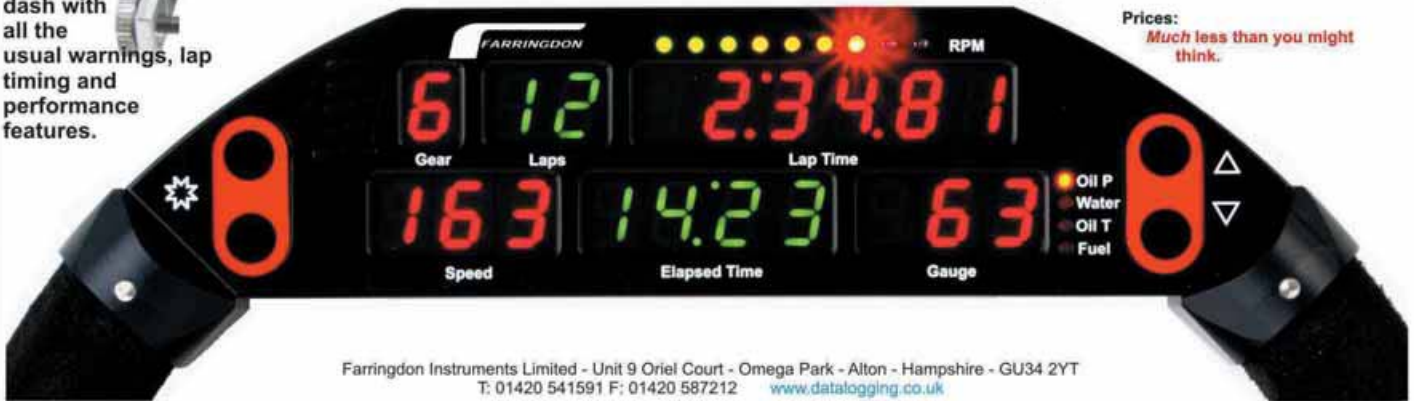 dash with
all the
usual warnings, lap
timing and
performance
features.
Prices:
Much less than you might
think.
FARRINGDON
RPM
6 12 2:34.81
Gear Laps Lap Time
163 14:23 63
Oil P
Water
Oil T
Fuel
Speed Elapsed Time Gauge
Farringdon Instruments Limited - Unit 9 Oriel Court - Omega Park - Alton - Hampshire - GU34 2YT
T: 01420 541591 F: 01420 587212 www.datalogging.co.uk